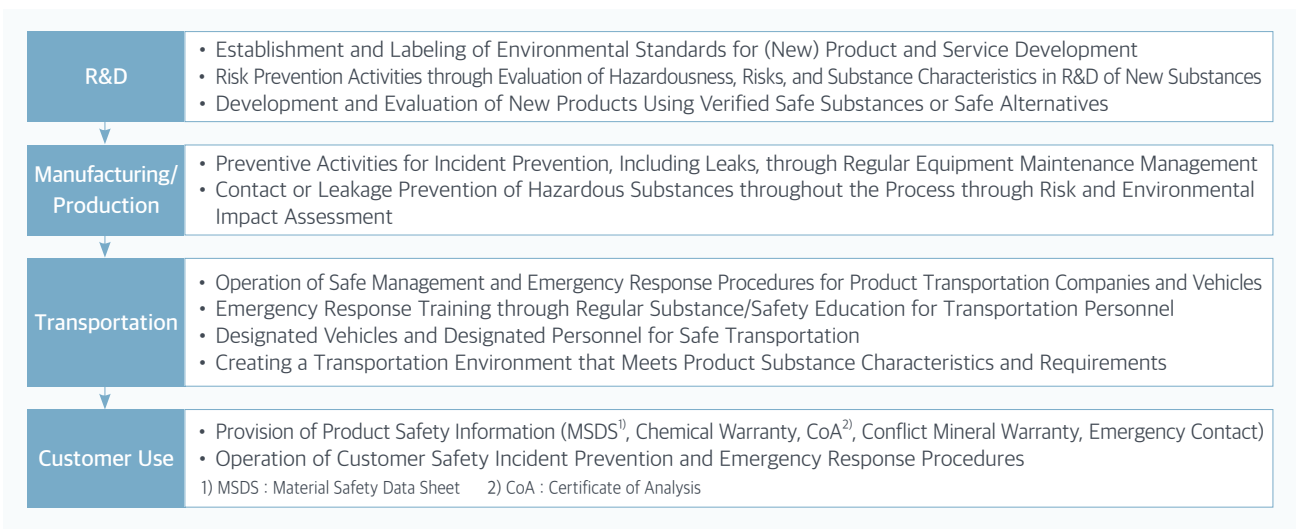 R&D
• Establishment and Labeling of Environmental Standards for (New) Product and Service Development
• Risk Prevention Activities through Evaluation of Hazardousness, Risks, and Substance Characteristics in R&D of New Substances
• Development and Evaluation of New Products Using Verified Safe Substances or Safe Alternatives
Manufacturing/
Production
• Preventive Activities for Incident Prevention, Including Leaks, through Regular Equipment Maintenance Management
• Contact or Leakage Prevention of Hazardous Substances throughout the Process through Risk and Environmental
Impact Assessment
Transportation
• Operation of Safe Management and Emergency Response Procedures for Product Transportation Companies and Vehicles
• Emergency Response Training through Regular Substance/Safety Education for Transportation Personnel
• Designated Vehicles and Designated Personnel for Safe Transportation
• Creating a Transportation Environment that Meets Product Substance Characteristics and Requirements
Customer Use
• Provision of Product Safety Information (MSDS1), Chemical Warranty, CoA2), Conflict Mineral Warranty, Emergency Contact)
• Operation of Customer Safety Incident Prevention and Emergency Response Procedures
1) MSDS : Material Safety Data Sheet 2) CoA : Certificate of Analysis